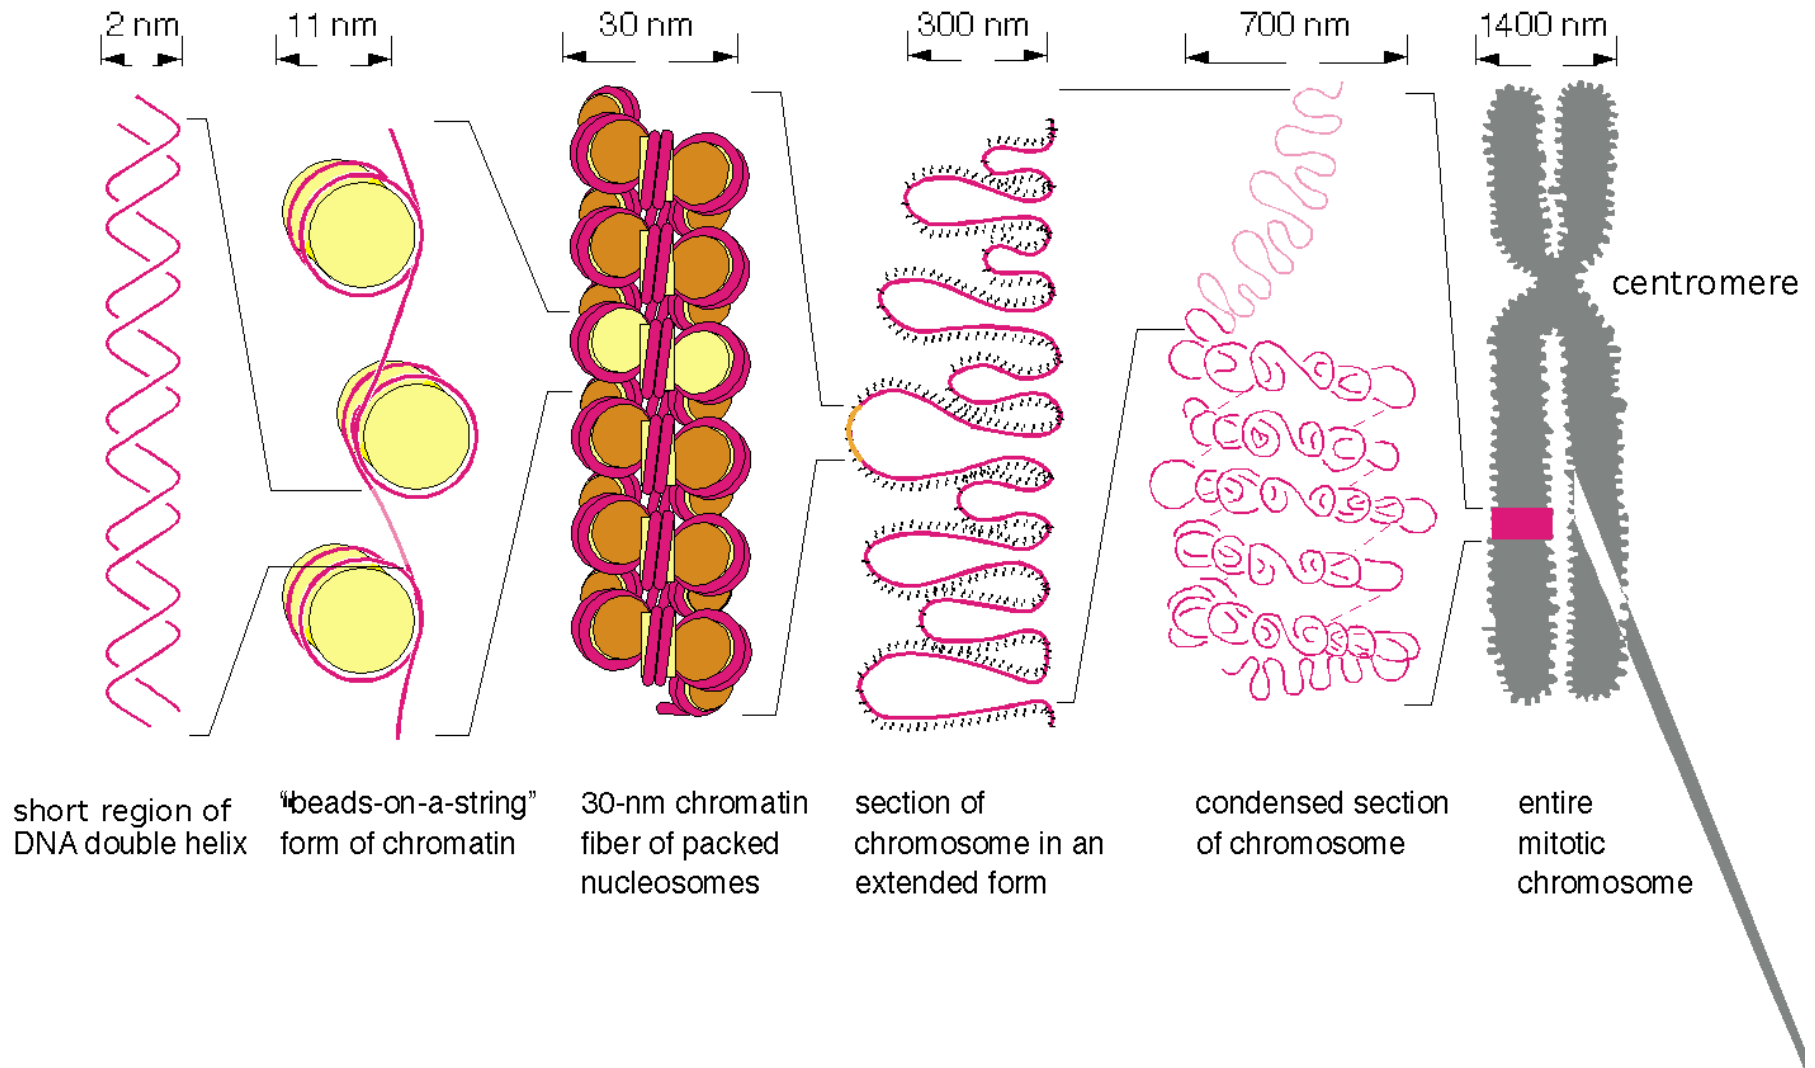 2 nm
11 nm
30 nm
300 nm
700 nm
1400 nm
centromere
short region of
DNA double helix
"beads-on-a-string"
form of chromatin
30-nm chromatin
fiber of packed
nucleosomes
section of
chromosome in an
extended form
condensed section
of chromosome
entire
mitotic
chromosome